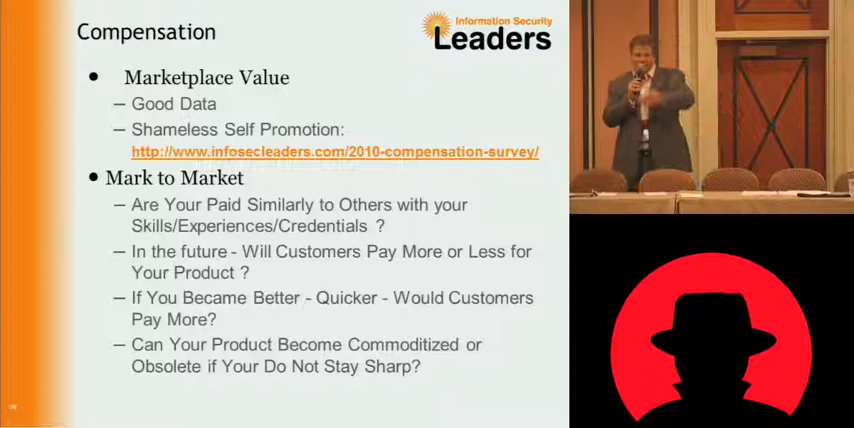 Compensation
Information Security
Leaders
• Marketplace Value
– Good Data
– Shameless Self Promotion:
http://www.infosecleaders.com/2010-compensation-survey/
• Mark to Market
– Are Your Paid Similarly to Others with your
Skills/Experiences/Credentials ?
– In the future - Will Customers Pay More or Less for
Your Product ?
– If You Became Better - Quicker - Would Customers
Pay More?
– Can Your Product Become Commoditized or
Obsolete if Your Do Not Stay Sharp?